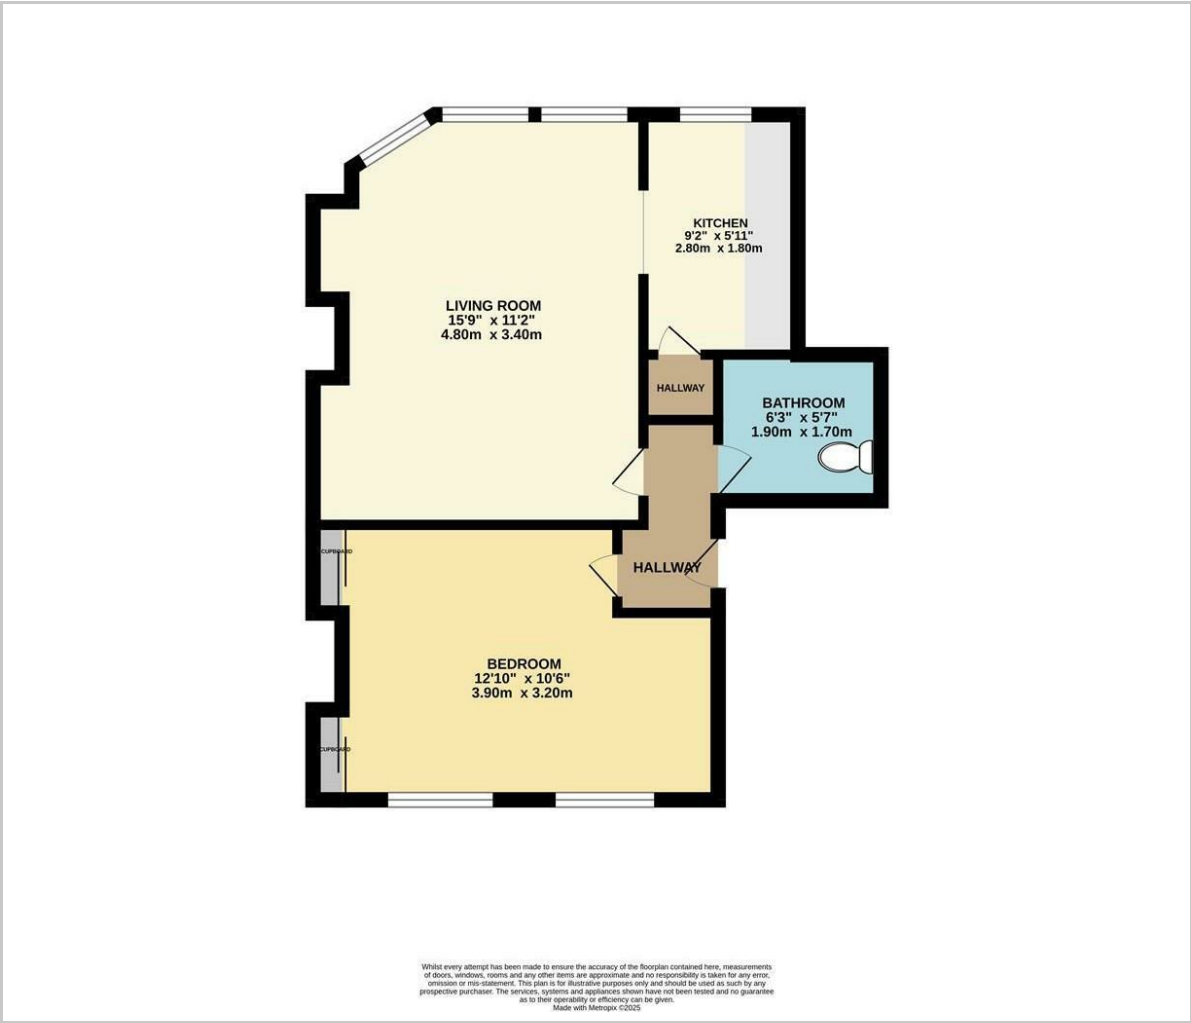 KITCHEN
9'2" x 5'11"
2.80m x 1.80m
LIVING ROOM
15'9" x 11'2"
4.80m x 3.40m
HALLWAY
BATHROOM
6'3" x 5'7"
1.90m x 1.70m
CUPBOARD
HALLWAY
BEDROOM
12'10" x 10'6"
3.90m x 3.20m
CUPBOARD
Whilst every attempt has been made to ensure the accuracy of the floorplan contained here, measurements
of doors, windows, rooms and any other items are approximate and no responsibility is taken for any error,
omission or mis-statement. This plan is for illustrative purposes only and should be used as such by any
prospective purchaser. The services, systems and appliances shown have not been tested and no guarantee
as to their operability or efficiency can be given.
Made with Metropix ©2025